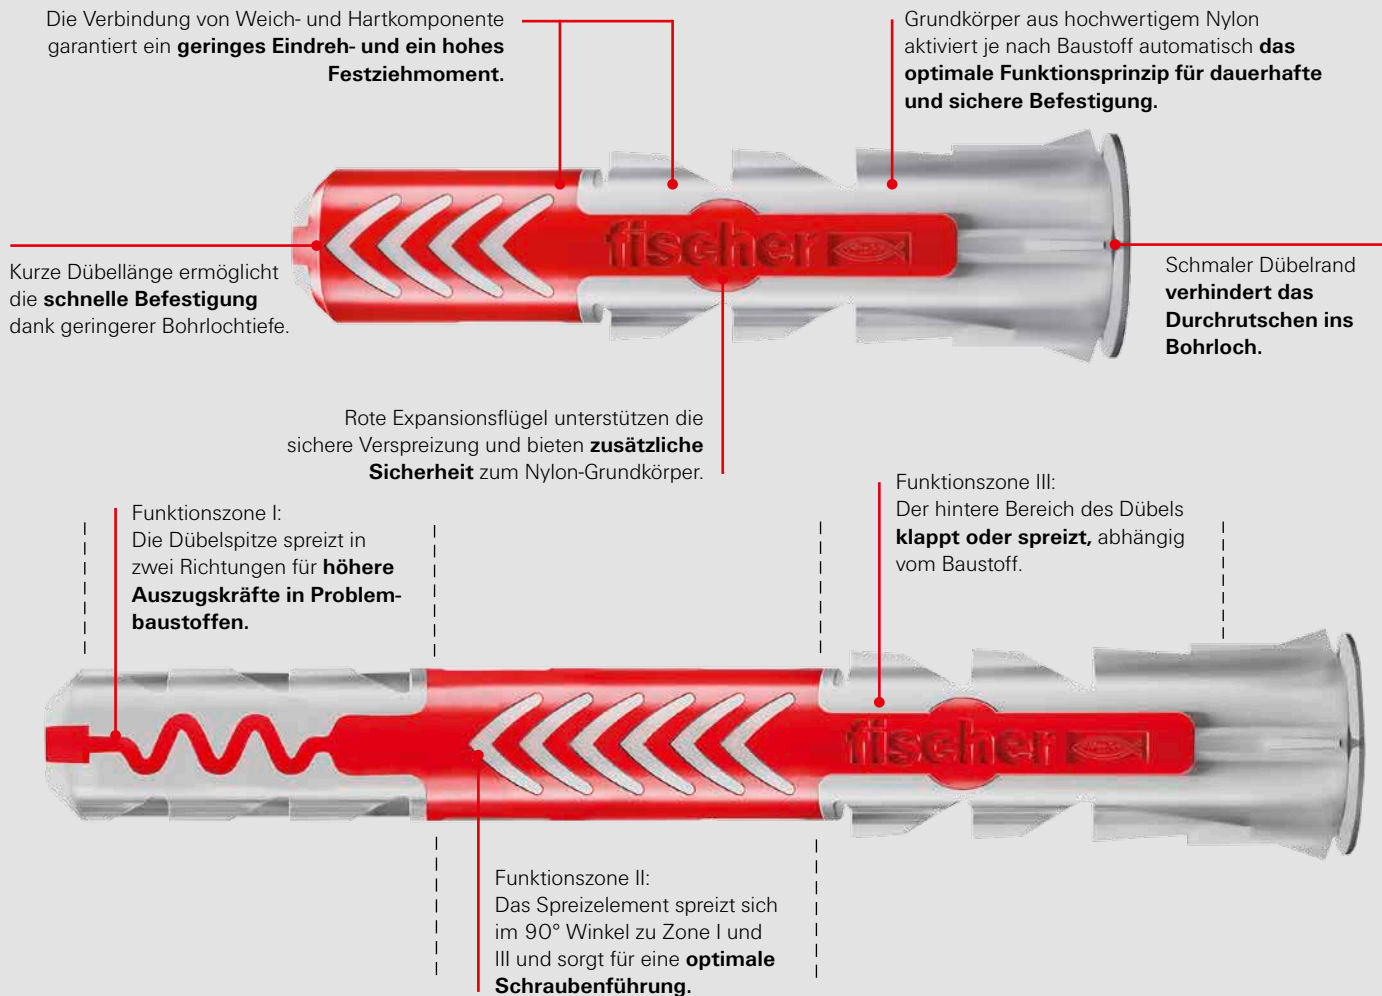 Die Verbindung von Weich- und Hartkomponente
garantiert ein geringes Eindreh- und ein hohes
Festziehmoment.
Grundkörper aus hochwertigem Nylon
aktiviert je nach Baustoff automatisch das
optimale Funktionsprinzip für dauerhafte
und sichere Befestigung.
fischer
Kurze Dübellänge ermöglicht
die schnelle Befestigung
dank geringerer Bohrlochtiefe.
Schmaler Dübelrand
verhindert das
Durchrutschen ins
Bohrloch.
Rote Expansionsflügel unterstützen die
sichere Verspreizung und bieten zusätzliche
Sicherheit zum Nylon-Grundkörper.
Funktionszone I:
Die Dübelspitze spreizt in
zwei Richtungen für höhere
Auszugskräfte in Problem-
baustoffen.
Funktionszone III:
Der hintere Bereich des Dübels
klappt oder spreizt, abhängig
vom Baustoff.
fischer
Funktionszone II:
Das Spreizelement spreizt sich
im 90° Winkel zu Zone I und
III und sorgt für eine optimale
Schraubenführung.